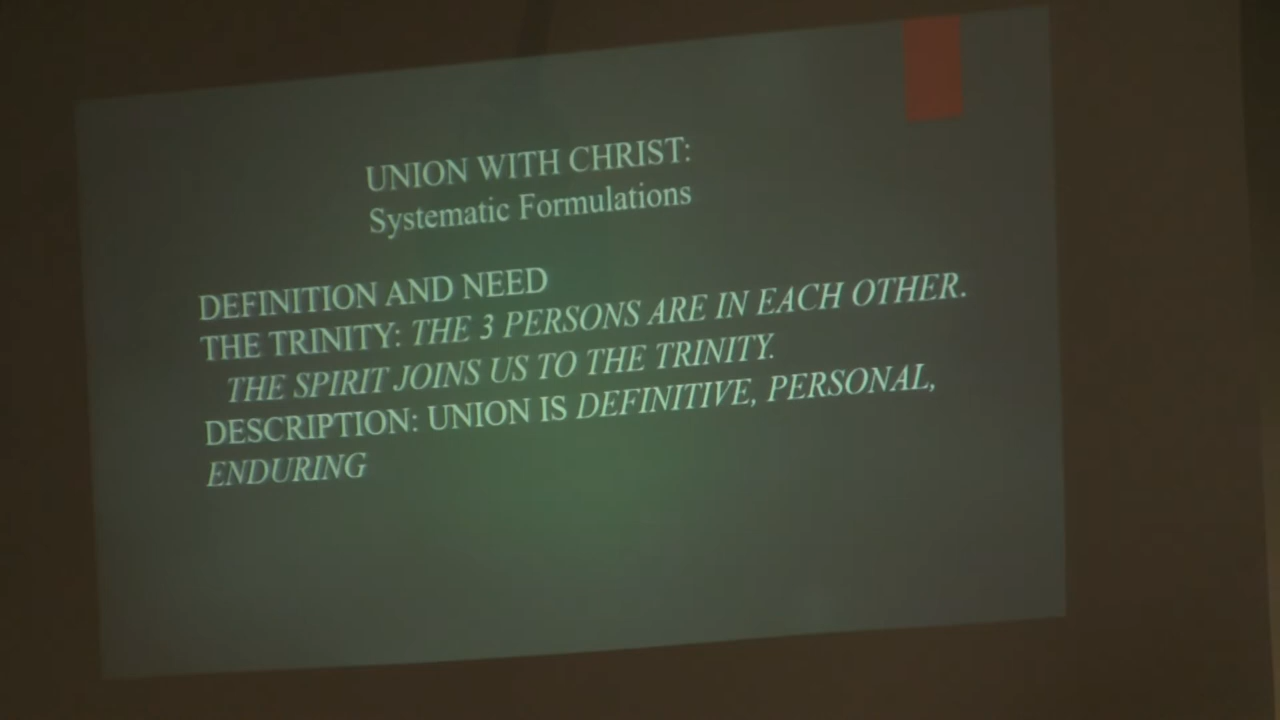 UNION WITH CHRIST:
Systematic Formulations
DEFINITION AND NEED
THE TRINITY: THE 3 PERSONS ARE IN EACH OTHER.
THE SPIRIT JOINS US TO THE TRINITY.
DESCRIPTION: UNION IS DEFINITIVE, PERSONAL,
ENDURING